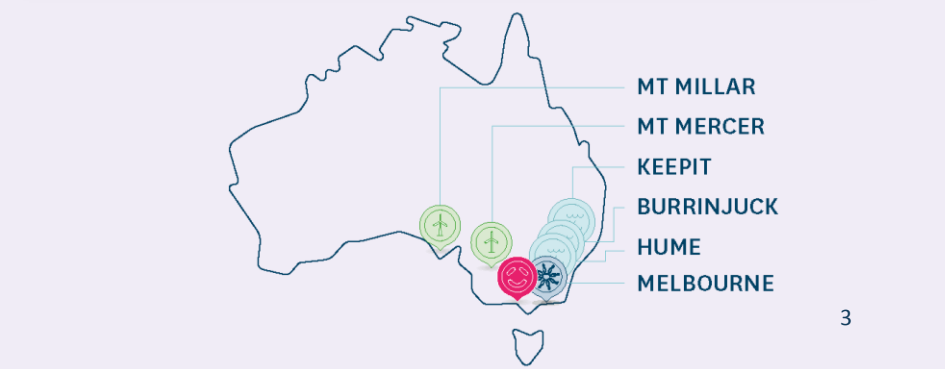 MT MILLAR
MT MERCER
KEEPIT
BURRINJUCK
HUME
MELBOURNE
3